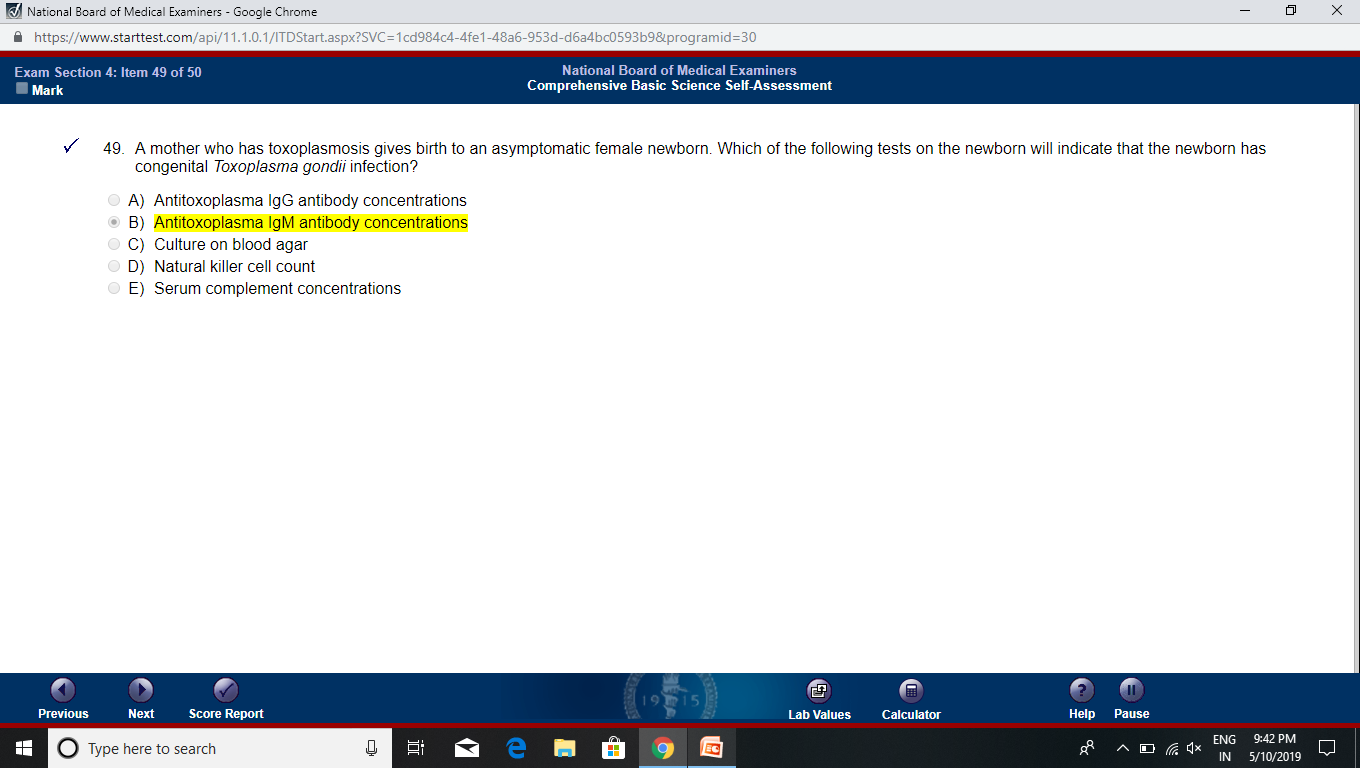 National Board of Medical Examiners - Google Chrome
https://www.starttest.com/api/11.1.0.1/ITDStart.aspx?SVC=1cd984c4-4fe1-48a6-953d-d6a4bc0593b9&programid=30
Exam Section 4: Item 49 of 50
National Board of Medical Examiners
Mark
Comprehensive Basic Science Self-Assessment
49. A mother who has toxoplasmosis gives birth to an asymptomatic female newborn. Which of the following tests on the newborn will indicate that the newborn has
congenital Toxoplasma gondii infection?
A) Antitoxoplasma IgG antibody concentrations
B) Antitoxoplasma IgM antibody concentrations
C) Culture on blood agar
D) Natural killer cell count
E) Serum complement concentrations
1915
Previous Next Score Report Lab Values Calculator Help Pause
Type here to search
ENG 9:42 PM
IN 5/10/2019